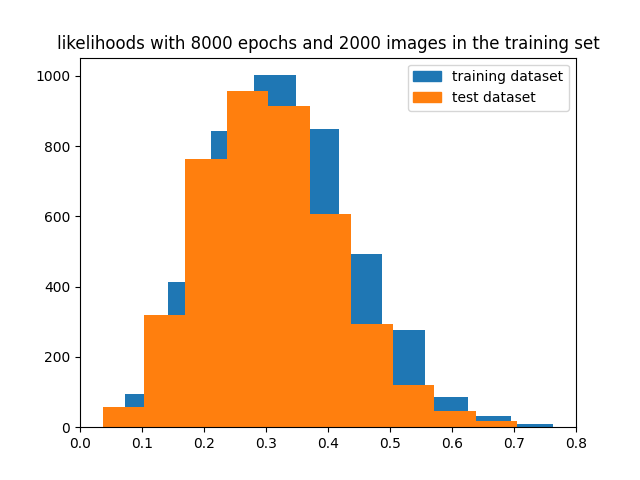 likelihoods with 8000 epochs and 2000 images in the training set
training dataset
test dataset
1000
800
600
400
200
0
0.0 0.1 0.2 0.3 0.4 0.5 0.6 0.7 0.8